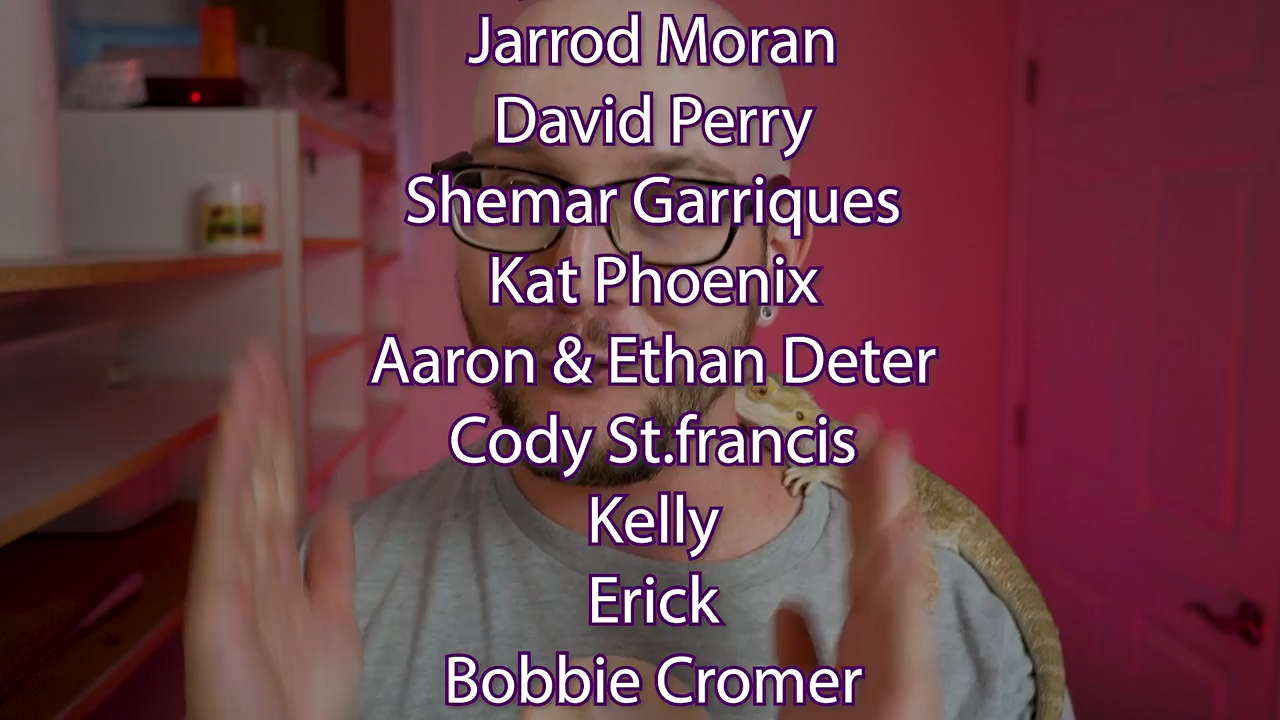 Jarrod Moran
David Perry
Shemar Garriques
Kat Phoenix
Aaron & Ethan Deter
Cody St.francis
Kelly
Erick
Bobbie Cromer